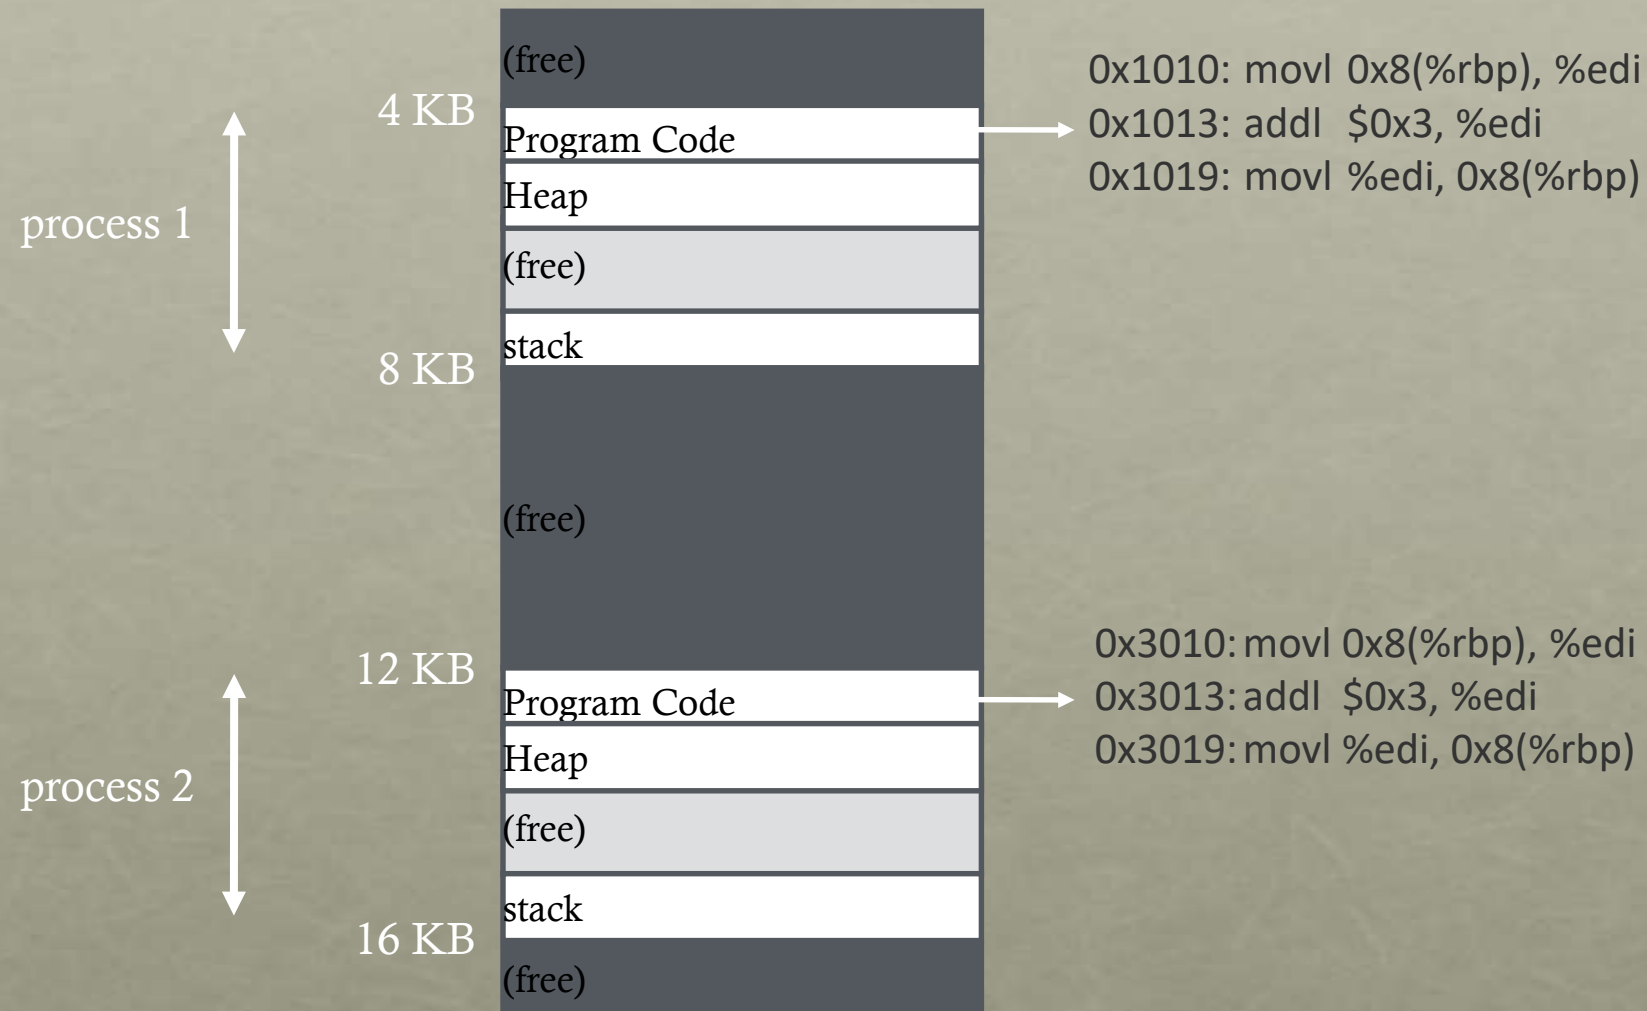 (free)
4 KB
Program Code
0x1010: movl 0x8(%rbp), %edi
0x1013: addl $0x3, %edi
0x1019: movl %edi, 0x8(%rbp)
Heap
process 1
(free)
stack
8 KB
(free)
12 KB
Program Code
0x3010: movl 0x8(%rbp), %edi
0x3013: addl $0x3, %edi
0x3019: movl %edi, 0x8(%rbp)
Heap
process 2
(free)
stack
16 KB
(free)